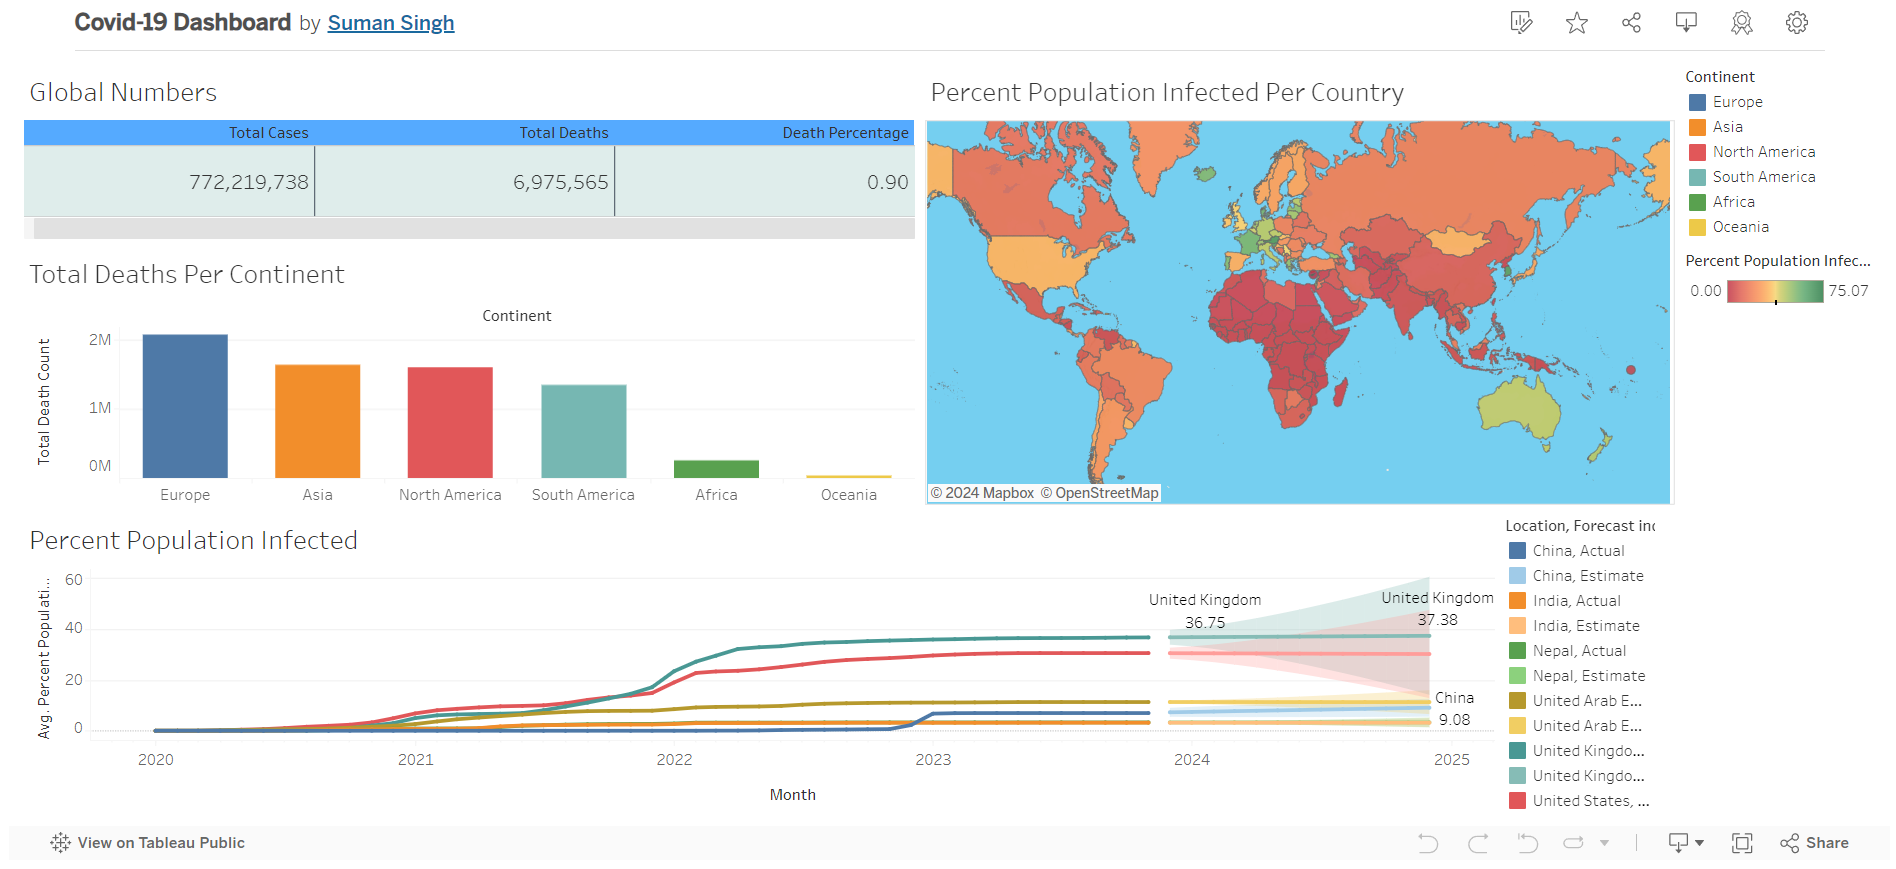 Covid-19 Dashboard by Suman Singh
Global Numbers
Total Cases Total Deaths Death Percentage
772,219,738 6,975,565 0.90
Total Deaths Per Continent
Continent
Total Death Count
2M
1M
0M
Europe Asia North America South America Africa Oceania
Percent Population Infected Per Country
© 2024 Mapbox © OpenStreetMap
Continent
Europe
Asia
North America
South America
Africa
Oceania
Percent Population Infec...
0.00 75.07
Percent Population Infected
Avg. Percent Populati...
60
40
20
0
United Kingdom
36.75
United Kingdom
37.38
China
9.08
2020 2021 2022 2023 2024 2025
Month
Location, Forecast inc
China, Actual
China, Estimate
India, Actual
India, Estimate
Nepal, Actual
Nepal, Estimate
United Arab E...
United Arab E...
United Kingdo...
United Kingdo...
United States, ...
View on Tableau Public
Share